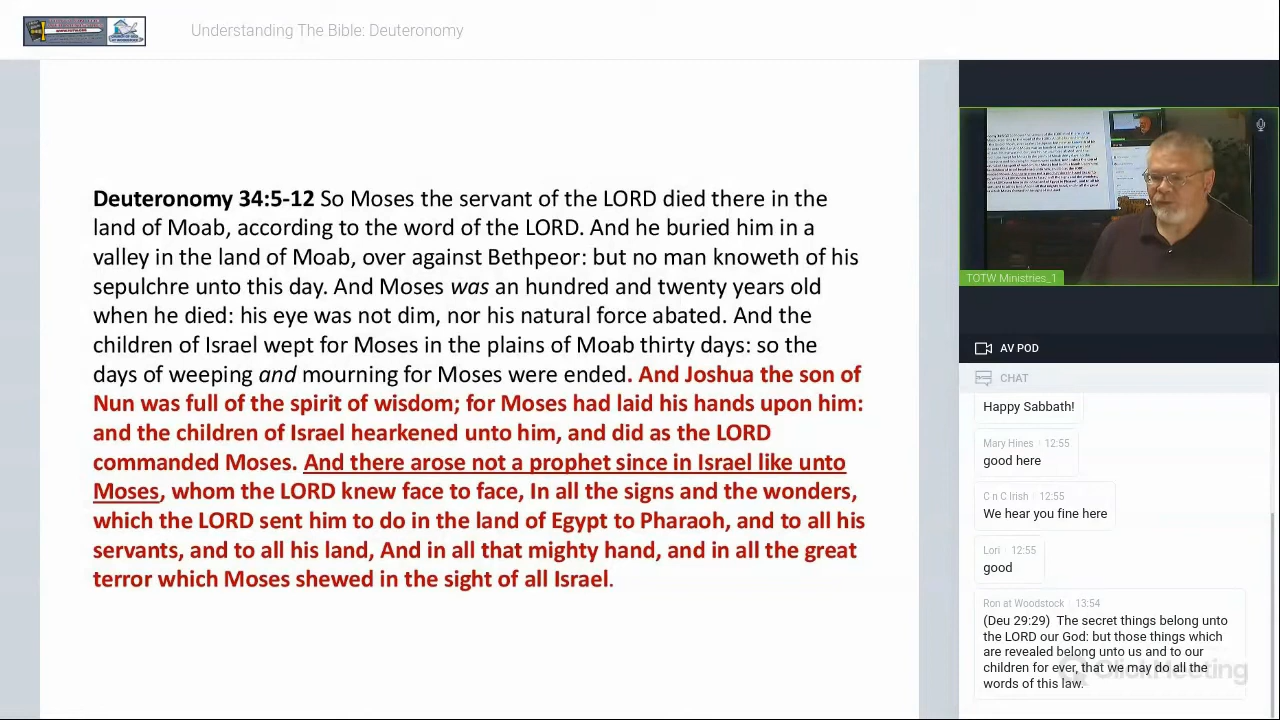 Understanding The Bible: Deuteronomy
Deuteronomy 34:5-12 So Moses the servant of the LORD died there in the
land of Moab, according to the word of the LORD. And he buried him in a
valley in the land of Moab, over against Bethpeor: but no man knoweth of his
sepulchre unto this day. And Moses was an hundred and twenty years old
when he died: his eye was not dim, nor his natural force abated. And the
children of Israel wept for Moses in the plains of Moab thirty days: so the
days of weeping and mourning for Moses were ended. And Joshua the son of
Nun was full of the spirit of wisdom; for Moses had laid his hands upon him:
and the children of Israel hearkened unto him, and did as the LORD
commanded Moses. And there arose not a prophet since in Israel like unto
Moses, whom the LORD knew face to face, In all the signs and the wonders,
which the LORD sent him to do in the land of Egypt to Pharaoh, and to all his
servants, and to all his land, And in all that mighty hand, and in all the great
terror which Moses shewed in the sight of all Israel.
TOTW Ministries_1
AV POD
CHAT
Happy Sabbath!
Mary Hines 12:55
good here
C n C Irish 12:55
We hear you fine here
Lori 12:55
good
Ron at Woodstock 13:54
(Deu 29:29) The secret things belong unto
the LORD our God: but those things which
are revealed belong unto us and to our
children for ever, that we may do all the
words of this law.
ClickMeeting